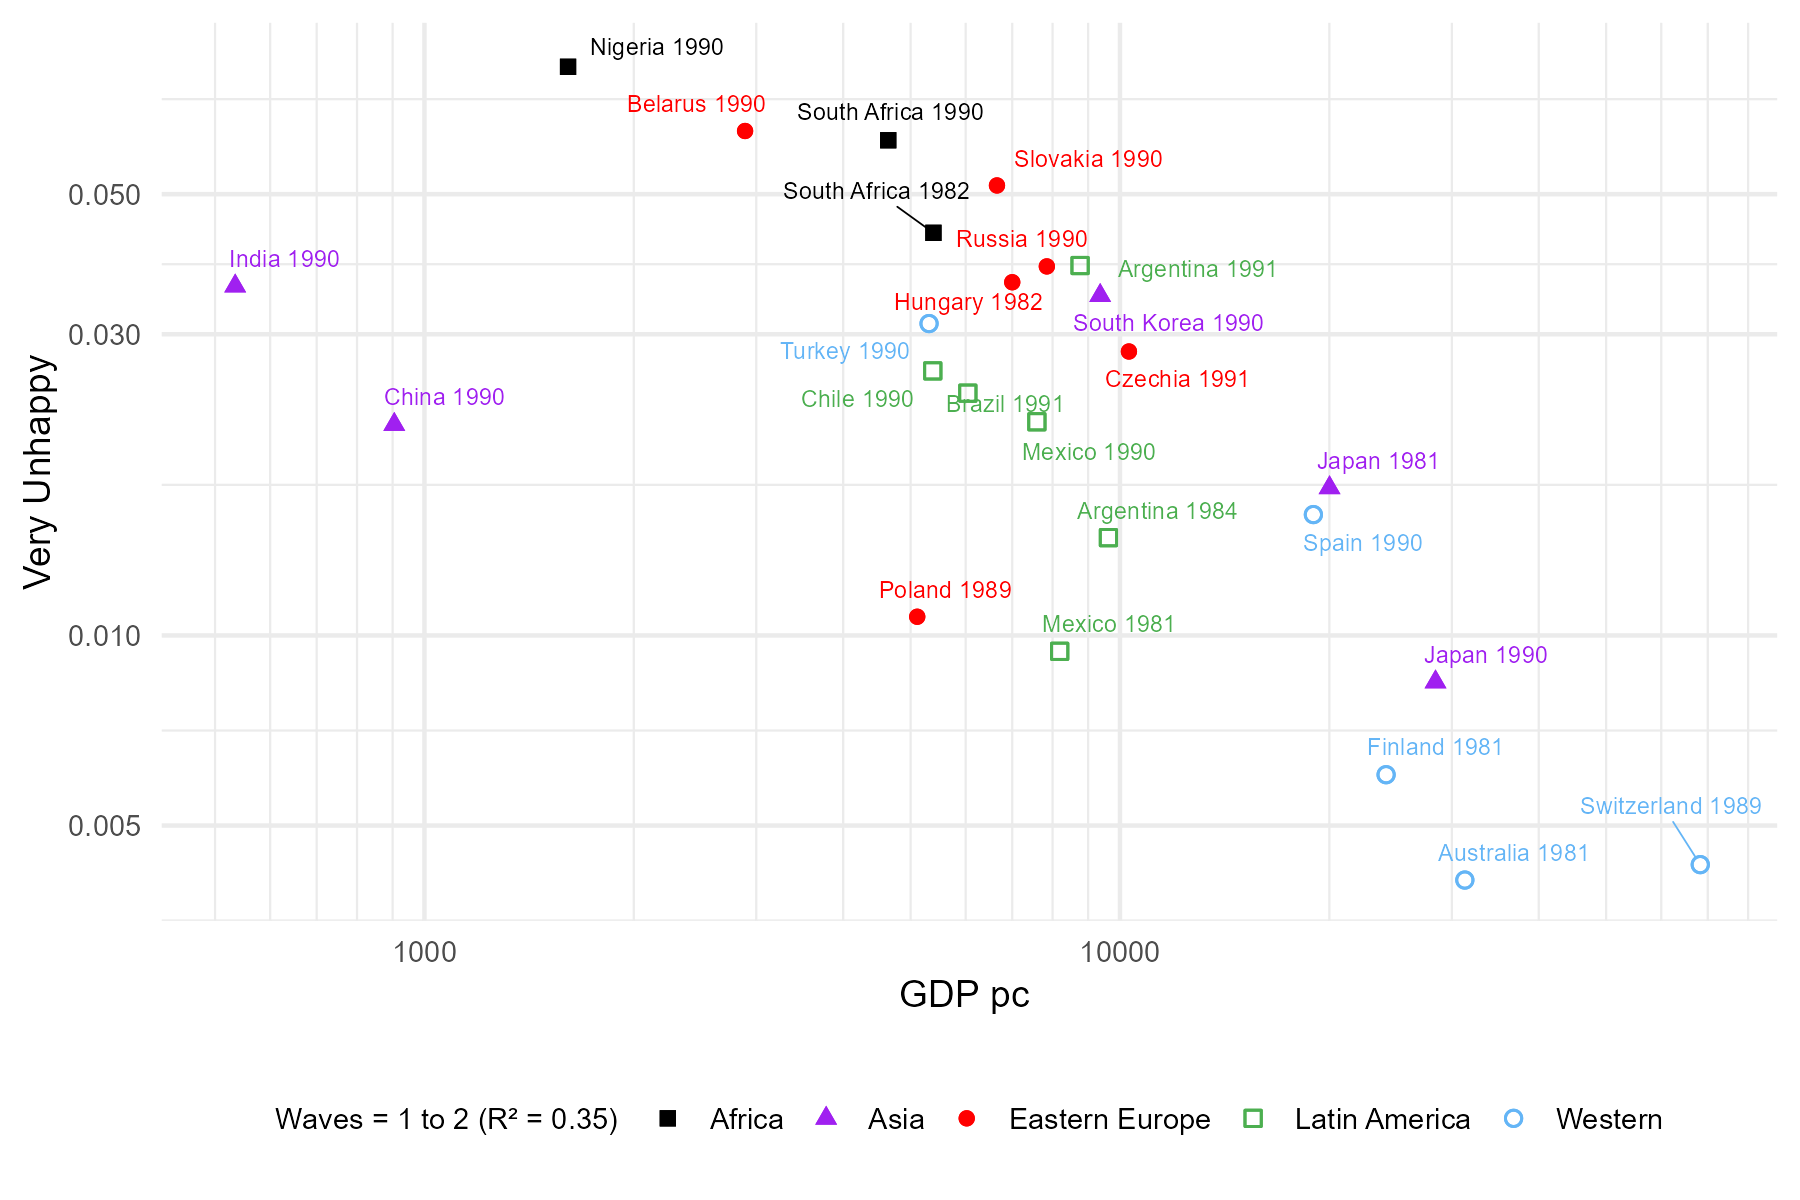 Nigeria 1990
Belarus 1990
South Africa 1990
Slovakia 1990
South Africa 1982
0.050
Russia 1990
India 1990
Argentina 1991
Hungary 1982
South Korea 1990
0.030
Turkey 1990
Czechia 1991
China 1990
Chile 1990
Brazil 1991
Mexico 1990
Japan 1981
Very Unhappy
Argentina 1984
Spain 1990
Poland 1989
Mexico 1981
0.010
Japan 1990
Finland 1981
Switzerland 1989
0.005
Australia 1981
1000
10000
GDP pc
Waves = 1 to 2 (R² = 0.35)
Africa
Asia
Eastern Europe
Latin America
Western